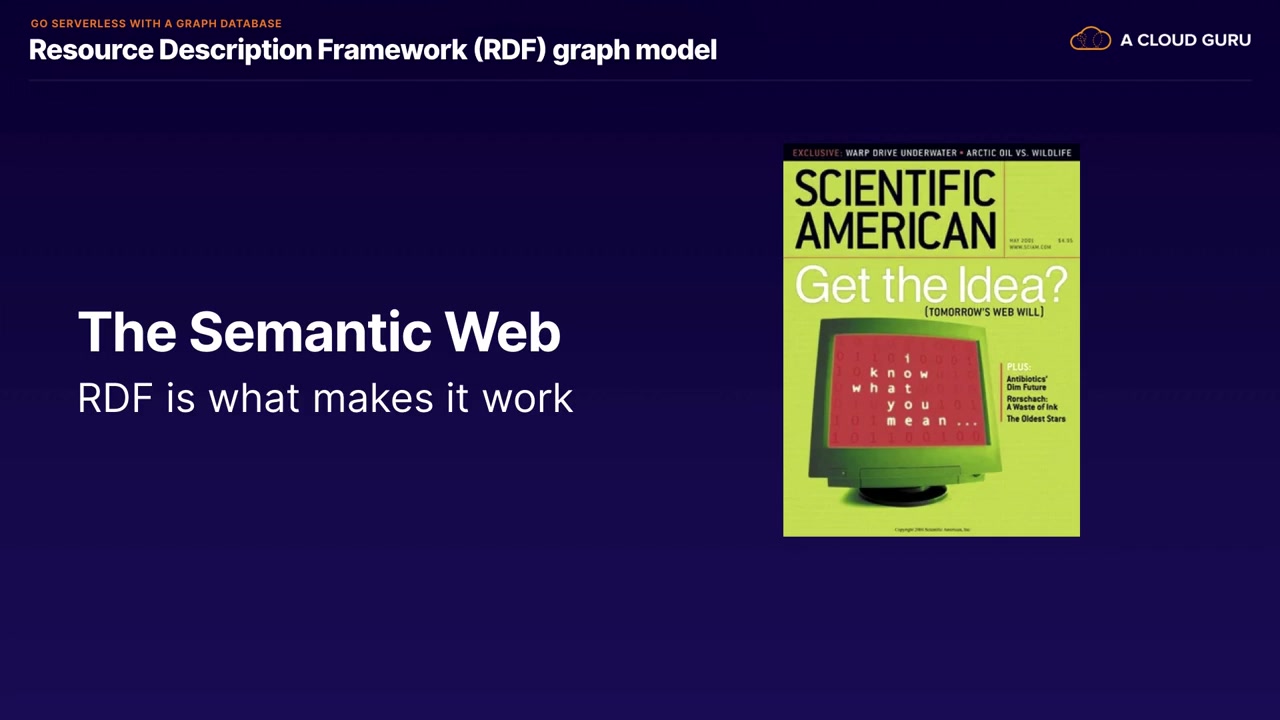 GO SERVERLESS WITH A GRAPH DATABASE
Resource Description Framework (RDF) graph model
A CLOUD GURU
The Semantic Web
RDF is what makes it work
EXCLUSIVE: WARP DRIVE UNDERWATER • ARCTIC OIL VS. WILDLIFE
SCIENTIFIC
AMERICAN
MAY 2001 $4.95
WWW.SCIAM.COM
Get the Idea?
[TOMORROW'S WEB WILL]
i
know
what
you
mean...
PLUS:
Antibiotics'
Dim Future
Rorschach:
A Waste of Ink
The Oldest Stars
Copyright 2001 Scientific American, Inc